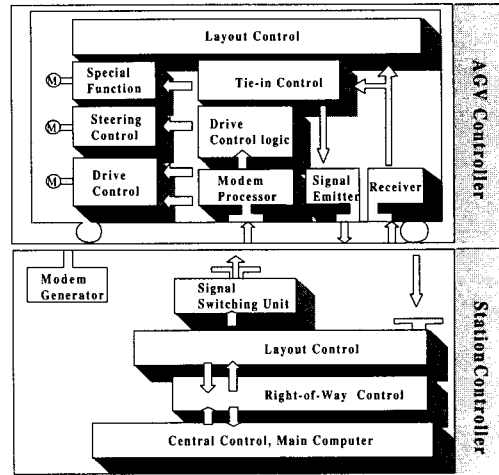 Layout Control
Special
Function
Tie-in Control
M
Steering
Control
Drive
Control logic
M
Drive
Control
Modem
Processor
Signal
Emitter
Receiver
M
AGV Controller
Modem
Generator
Signal
Switching Unit
Layout Control
Right-of-Way Control
Central Control, Main Computer
Station Controller